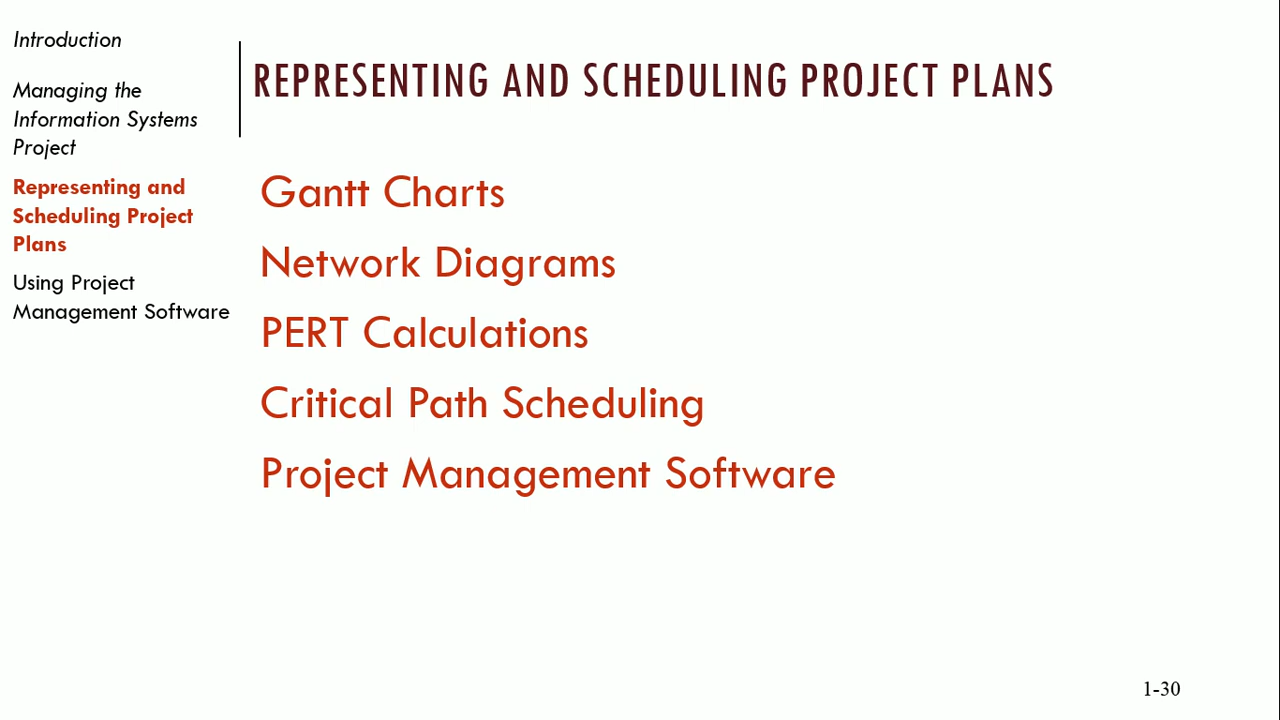 Introduction
Managing the
Information Systems
Project
Representing and
Scheduling Project
Plans
Using Project
Management Software
REPRESENTING AND SCHEDULING PROJECT PLANS
Gantt Charts
Network Diagrams
PERT Calculations
Critical Path Scheduling
Project Management Software
1-30